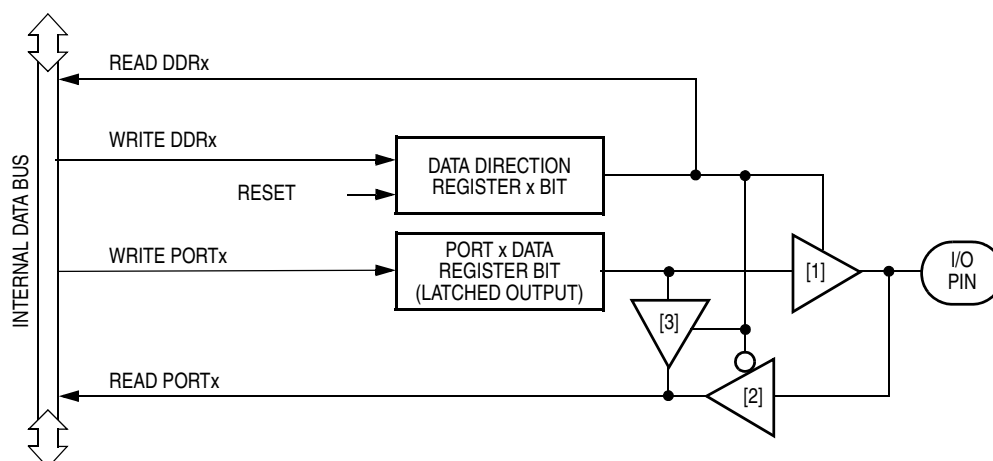 READ DDRx
WRITE DDRx
DATA DIRECTION
REGISTER x BIT
RESET
INTERNAL DATA BUS
WRITE PORTx
PORT x DATA
REGISTER BIT
(LATCHED OUTPUT)
[1]
I/O
PIN
[3]
READ PORTx
[2]